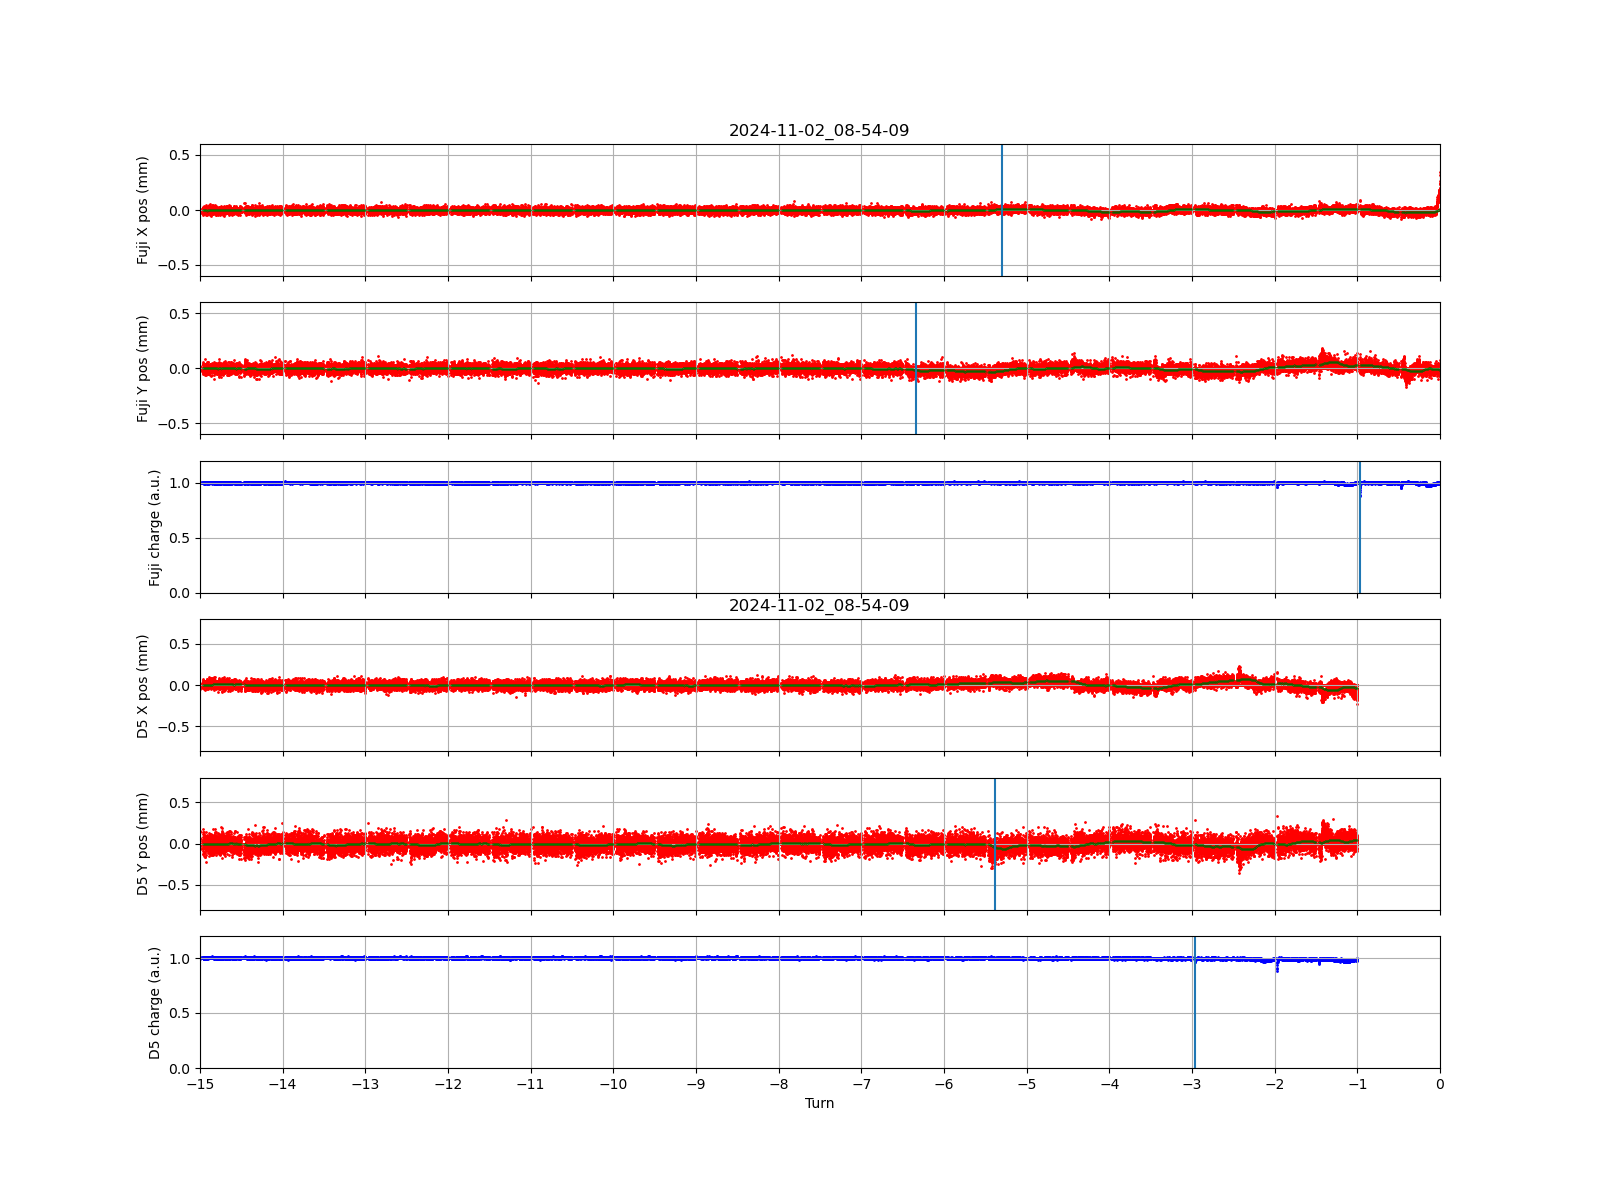 2024-11-02_08-54-09
Fuji X pos (mm)
0.5
0.0
−0.5
Fuji Y pos (mm)
0.5
0.0
−0.5
Fuji charge (a.u.)
1.0
0.5
0.0
2024-11-02_08-54-09
D5 X pos (mm)
0.5
0.0
−0.5
D5 Y pos (mm)
0.5
0.0
−0.5
D5 charge (a.u.)
1.0
0.5
0.0
−15 −14 −13 −12 −11 −10 −9 −8 −7 −6 −5 −4 −3 −2 −1 0
Turn